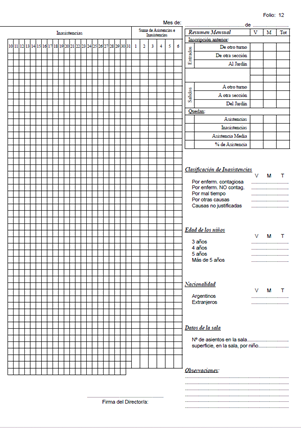 Folio: 12
Mes de: de
Inasistencias
Suma de Asistencias e Inasistencias
10 11 12 13 14 15 16 17 18 19 20 21 22 23 24 25 26 27 28 29 30 31 1 2 3 4 5 6
Resumen Mensual V M Tot
Inscripción anterior:
Entrados
De otro turno
De otra sección
Al Jardín
Salidos
A otro turno
A otra sección
Del Jardín
Quedan:
Asistencias
Inasistencias
Asistencia Media
% de Asistencia
Clasificación de Inasistencias
V M T
Por enferm. contagiosa
Por enferm. NO contag.
Por mal tiempo
Por otras causas
Causas no justificadas
Edad de los niños
V M T
3 años
4 años
5 años
Más de 5 años
Nacionalidad
V M T
Argentinos
Extranjeros
Datos de la sala
Nº de asientos en la sala
superficie, en la sala, por niño
Observaciones:
Firma del Director/a: